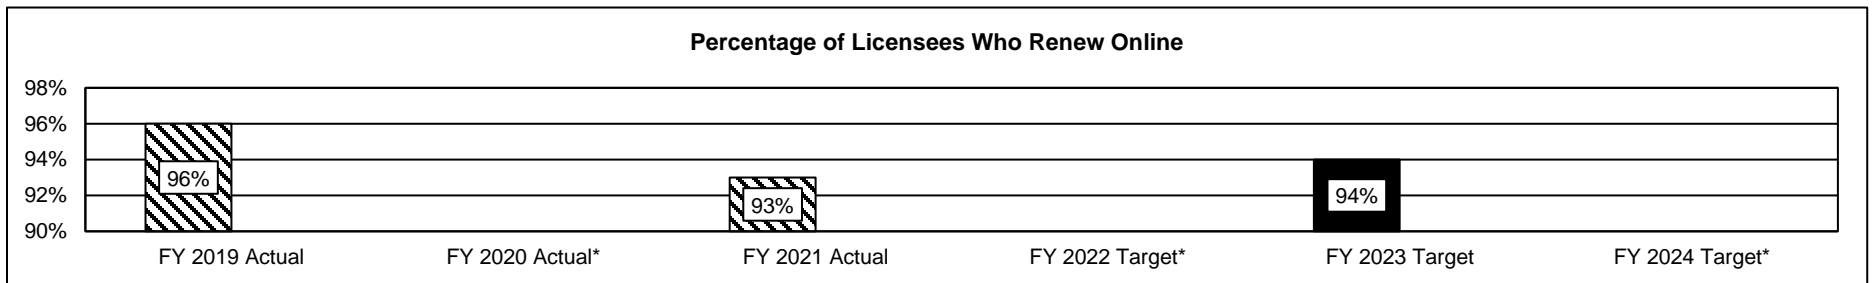 Percentage of Licensees Who Renew Online
98%
96%
94%
92%
90%
96%
93%
94%
FY 2019 Actual
FY 2020 Actual*
FY 2021 Actual
FY 2022 Target*
FY 2023 Target
FY 2024 Target*